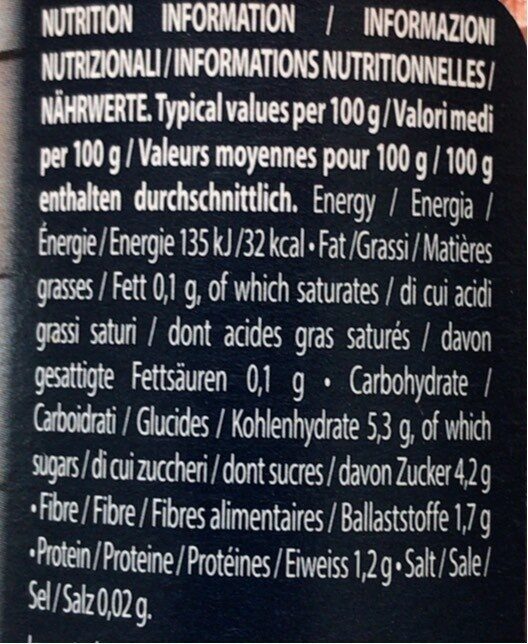 NUTRITION INFORMATION / INFORMAZIONI
NUTRIZIONALI / INFORMATIONS NUTRITIONNELLES /
NÄHRWERTE. Typical values per 100 g / Valori medi
per 100 g / Valeurs moyennes pour 100 g / 100 g
enthalten durchschnittlich. Energy / Energia /
Énergie / Energie 135 kJ /32 kcal • Fat /Grassi / Matières
grasses / Fett 0,1 g, of which saturates / di cui acidi
grassi saturi / dont acides gras saturés / davon
gesattigte Fettsäuren 0,1 g • Carbohydrate /
Carboidrati / Glucides / Kohlenhydrate 5,3 g, of which
sugars / di cui zuccheri / dont sucres / davon Zucker 4,2 g
• Fibre / Fibre / Fibres alimentaires / Ballaststoffe 1,7 g
• Protein / Proteine / Protéines / Eiweiss 1,2 g • Salt / Sale /
Sel / Salz 0,02 g.